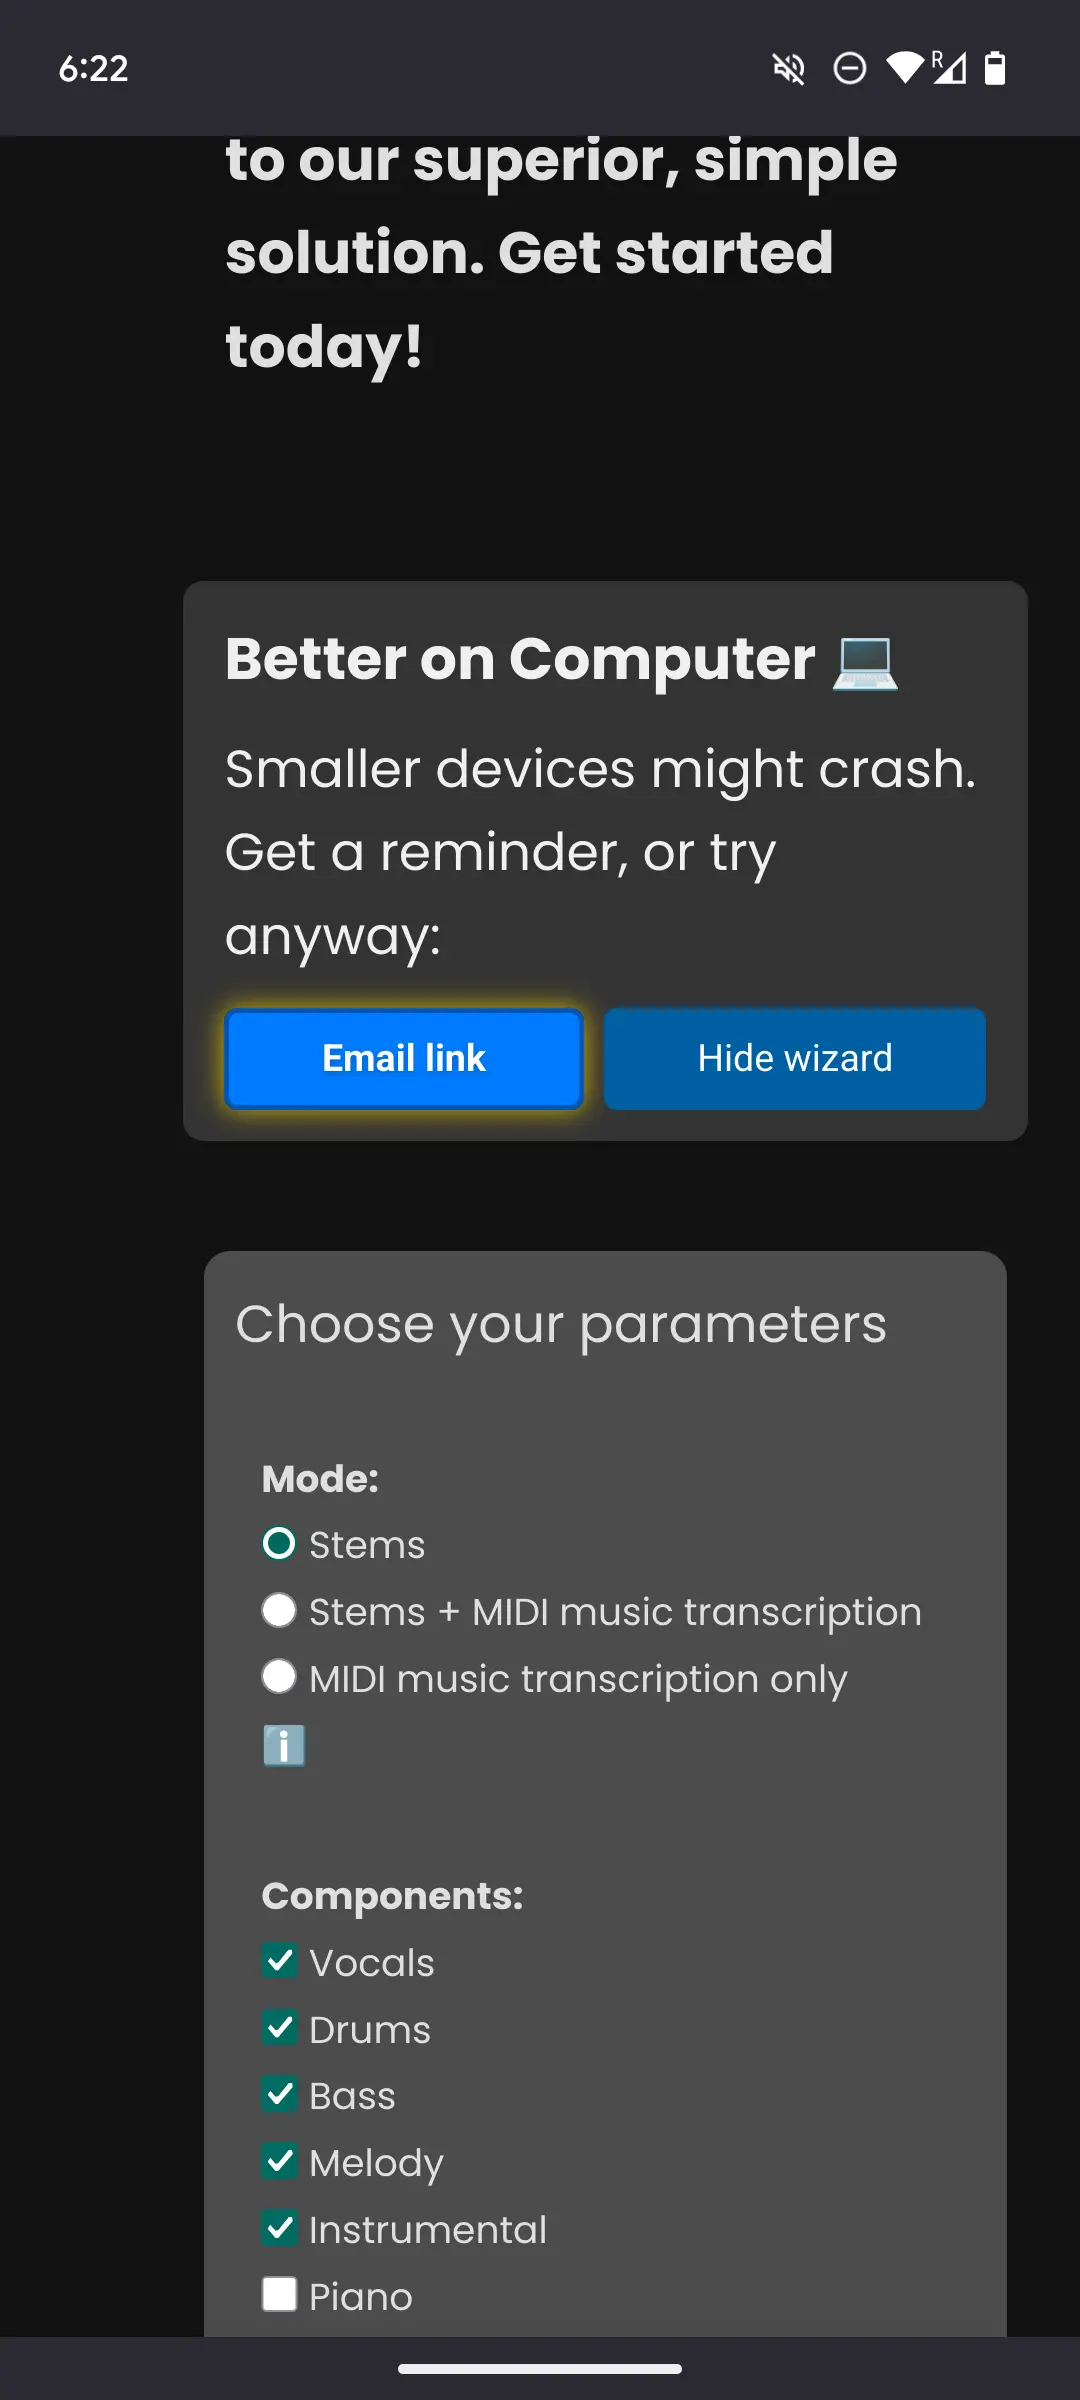 6:22
R
to our superior, simple
solution. Get started
today!
Better on Computer 💻
Smaller devices might crash.
Get a reminder, or try
anyway:
Email link
Hide wizard
Choose your parameters
Mode:
Stems
Stems + MIDI music transcription
MIDI music transcription only
ℹ️
Components:
Vocals
Drums
Bass
Melody
Instrumental
Piano